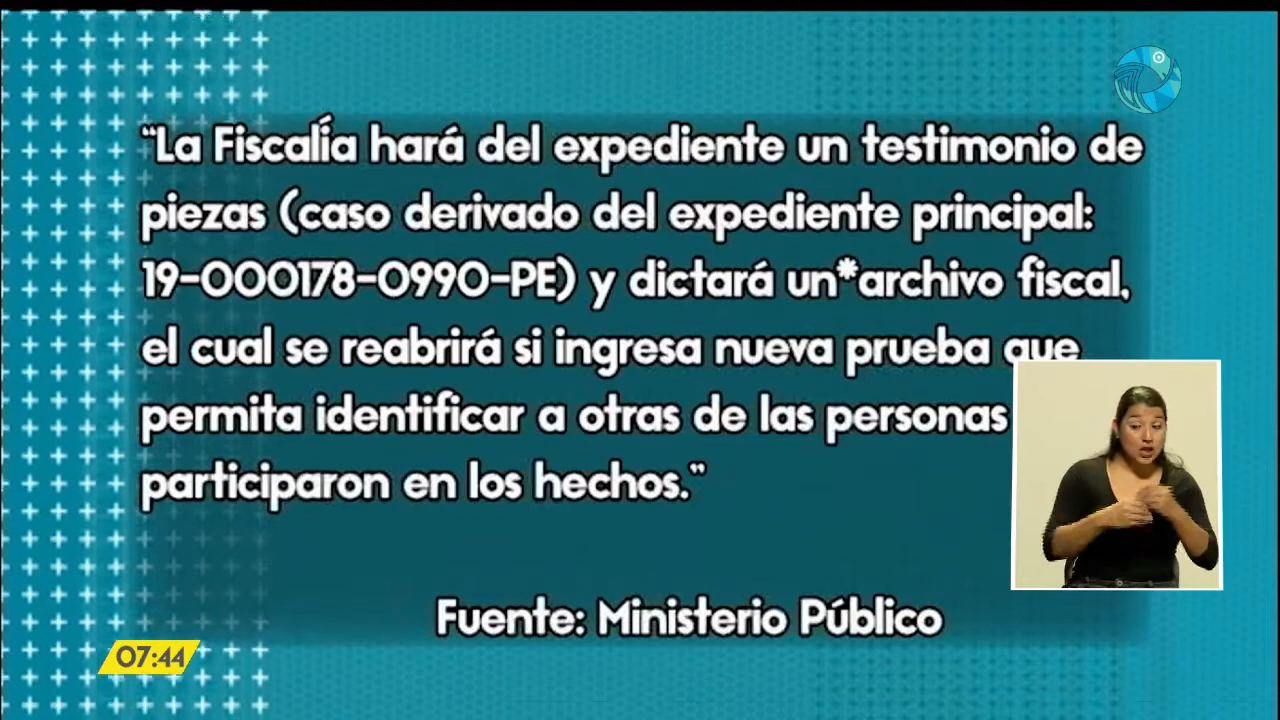 “La Fiscalía hará del expediente un testimonio de
piezas (caso derivado del expediente principal:
19-000178-0990-PE) y dictará un*archivo fiscal,
el cual se reabrirá si ingresa nueva prueba que
permita identificar a otras de las personas
participaron en los hechos.”
Fuente: Ministerio Público
07:44